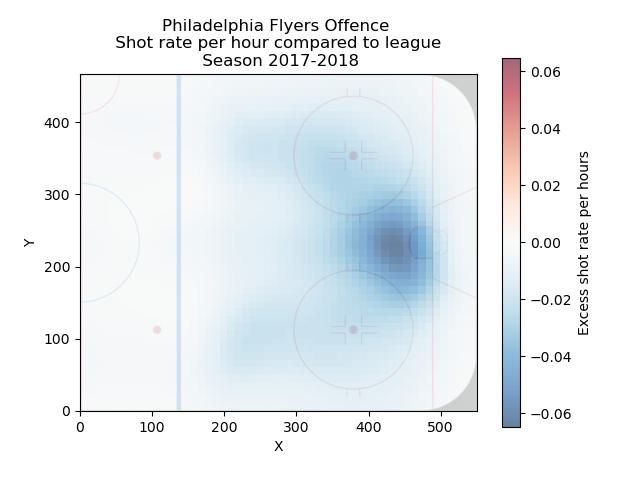 Philadelphia Flyers Offence
Shot rate per hour compared to league
Season 2017-2018
0.06
0.04
0.02
0.00
−0.02
−0.04
−0.06
Excess shot rate per hours
400
300
200
100
0
Y
0 100 200 300 400 500
X